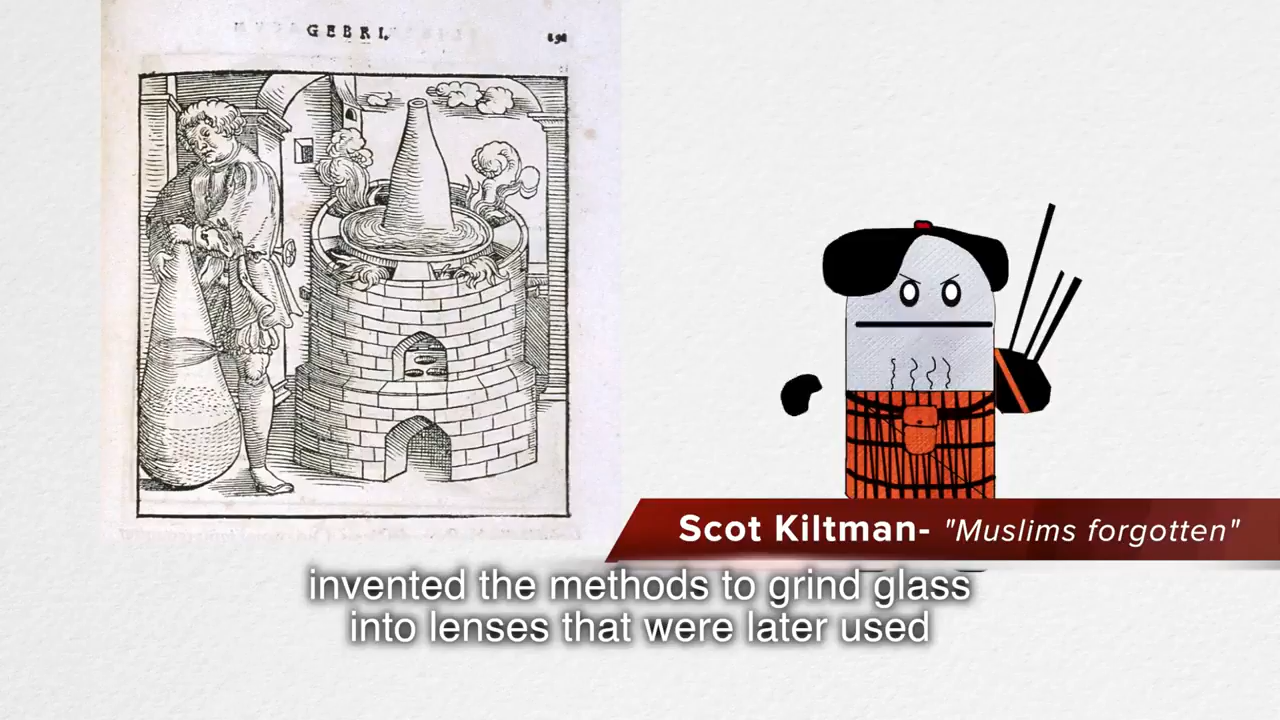 GEBRI.
Scot Kiltman- "Muslims forgotten"
invented the methods to grind glass
into lenses that were later used